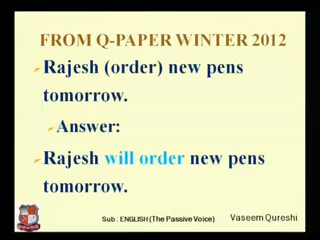 FROM Q-PAPER WINTER 2012
Rajesh (order) new pens
tomorrow.
Answer:
Rajesh will order new pens
tomorrow.
Sub : ENGLISH (The Passive Voice) Vaseem Qureshi